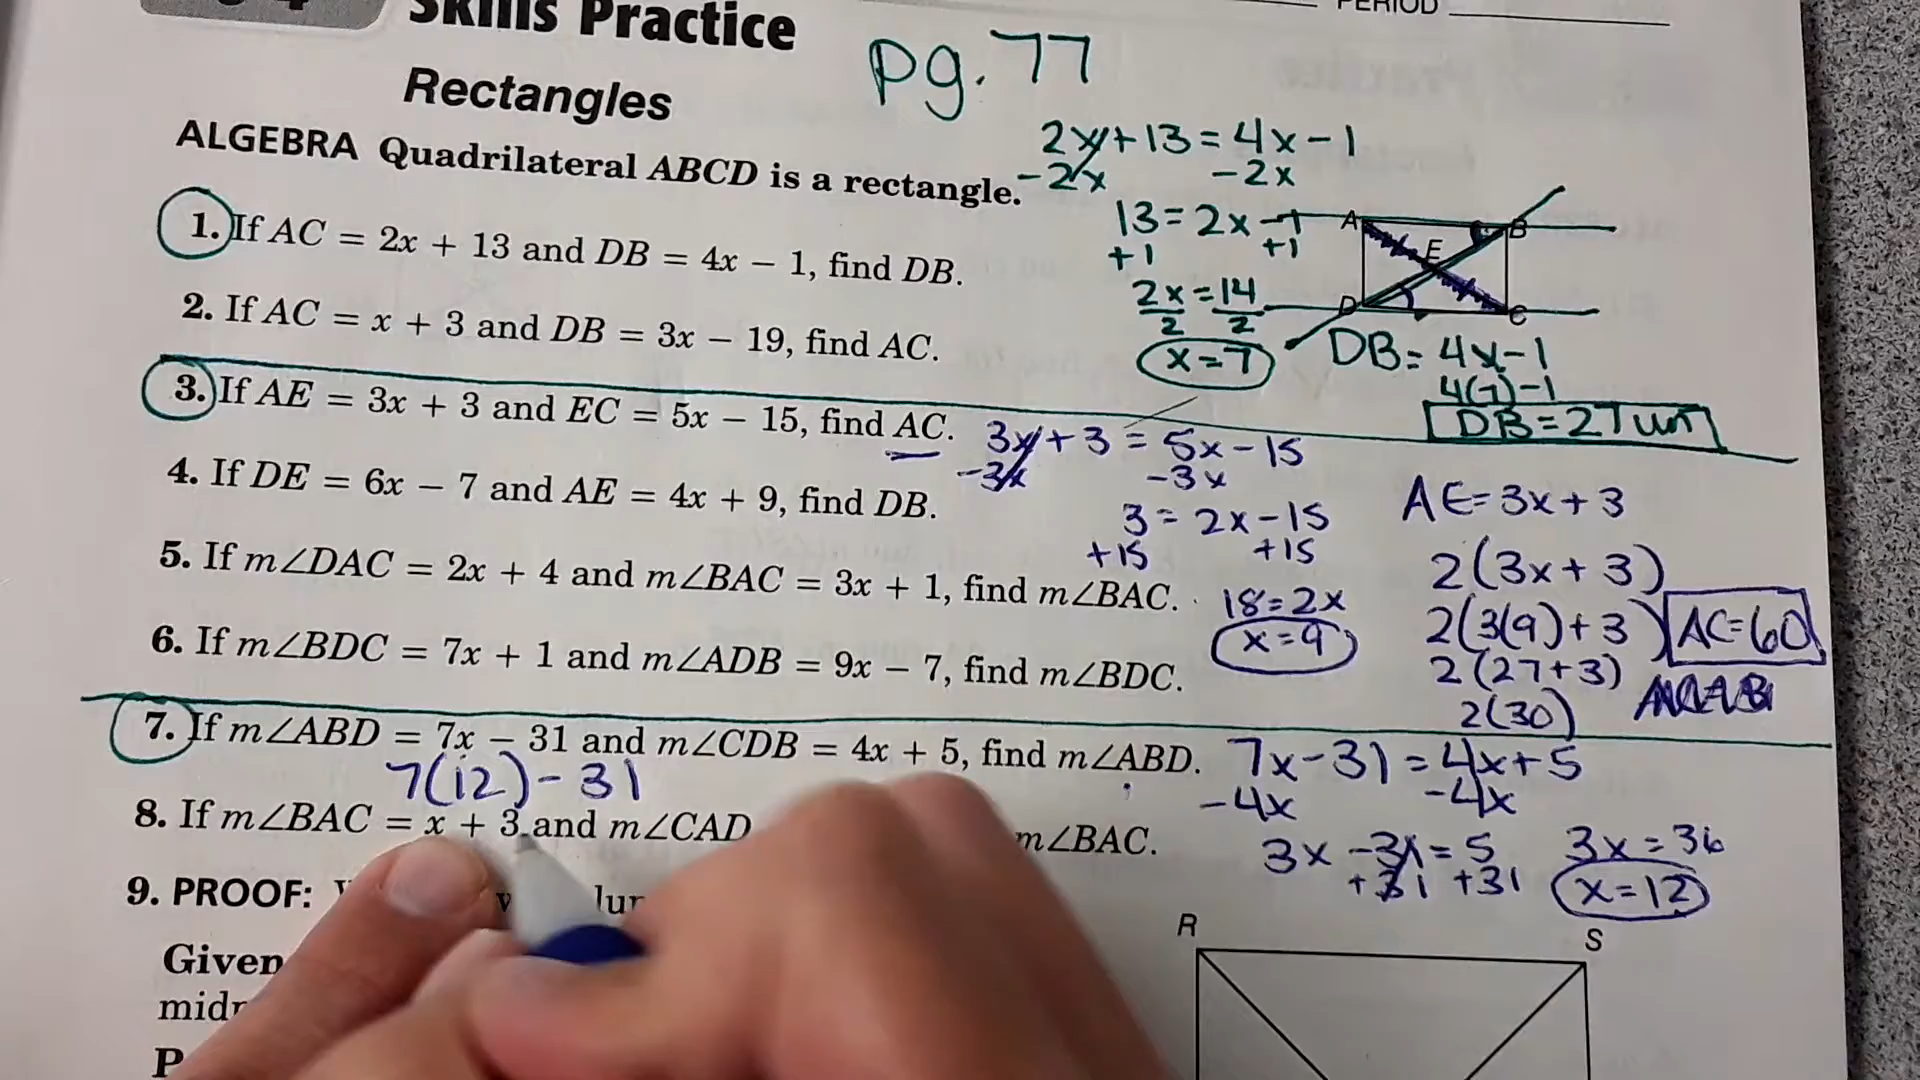 Skills Practice
PERIOD
pg. 77
Rectangles
ALGEBRA Quadrilateral ABCD is a rectangle.
1. If AC = 2x + 13 and DB = 4x − 1, find DB.
2. If AC = x + 3 and DB = 3x − 19, find AC.
3. If AE = 3x + 3 and EC = 5x − 15, find AC.
4. If DE = 6x − 7 and AE = 4x + 9, find DB.
5. If m∠DAC = 2x + 4 and m∠BAC = 3x + 1, find m∠BAC.
6. If m∠BDC = 7x + 1 and m∠ADB = 9x − 7, find m∠BDC.
7. If m∠ABD = 7x − 31 and m∠CDB = 4x + 5, find m∠ABD.
7(12) − 31
8. If m∠BAC = x + 3 and m∠CAD m∠BAC.
9. PROOF:
Given
2x + 13 = 4x − 1
−2x −2x
13 = 2x − 1
+1 +1
2x = 14
2 2
x = 7
A B
E
D C
DB = 4x − 1
4(7) − 1
DB = 27
3x + 3 = 5x − 15
−3x −3x
3 = 2x − 15
+15 +15
18 = 2x
x = 9
AE = 3x + 3
2(3x + 3)
2(3(9) + 3)
2(27 + 3)
2(30)
AC = 60
7x − 31 = 4x + 5
−4x −4x
3x − 31 = 5
+31 +31
3x = 36
x = 12
R S